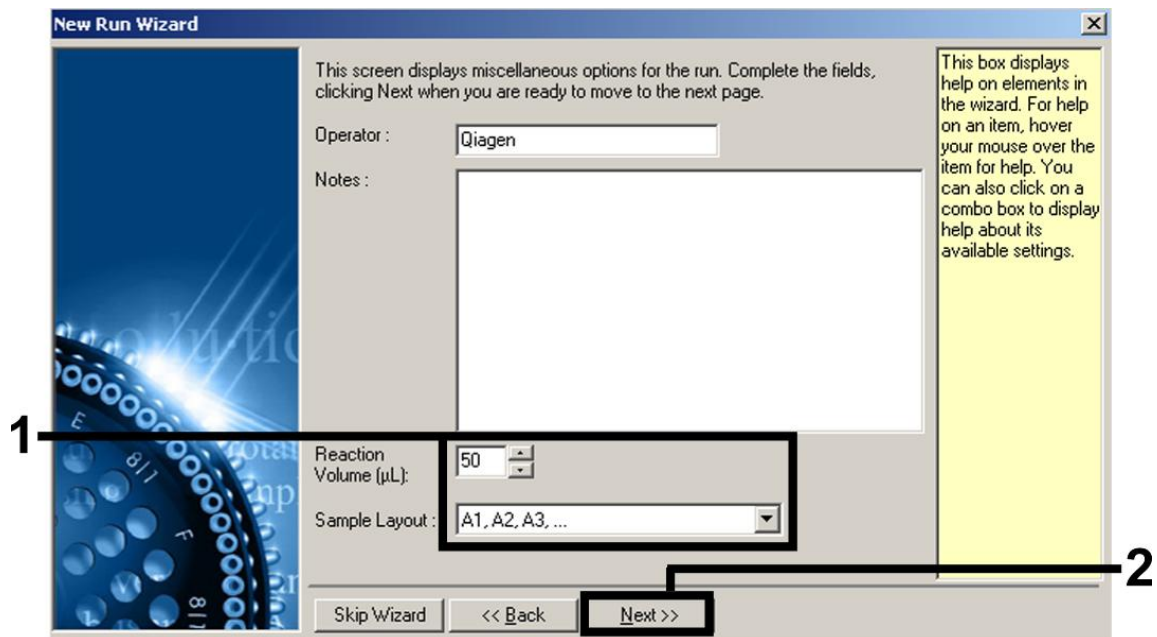 New Run Wizard
This screen displays miscellaneous options for the run. Complete the fields,
clicking Next when you are ready to move to the next page.
Operator :
Qiagen
Notes :
Reaction
Volume (µL):
50
Sample Layout :
A1, A2, A3, ...
Skip Wizard
<< Back
Next >>
This box displays
help on elements in
the wizard. For help
on an item, hover
your mouse over the
item for help. You
can also click on a
combo box to display
help about its
available settings.
1
2
E
8|1
F
8|1